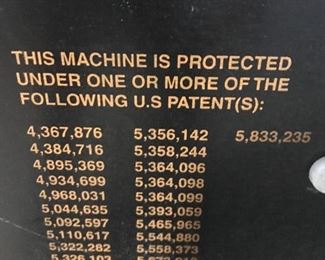 THIS MACHINE IS PROTECTED
UNDER ONE OR MORE OF THE
FOLLOWING U.S PATENT(S):
4,367,876 5,356,142 5,833,235
4,384,716 5,358,244
4,895,369 5,364,096
4,934,699 5,364,098
4,968,031 5,364,099
5,044,635 5,393,059
5,092,597 5,465,965
5,110,617 5,544,880
5,322,282 5,558,373
5,326,103